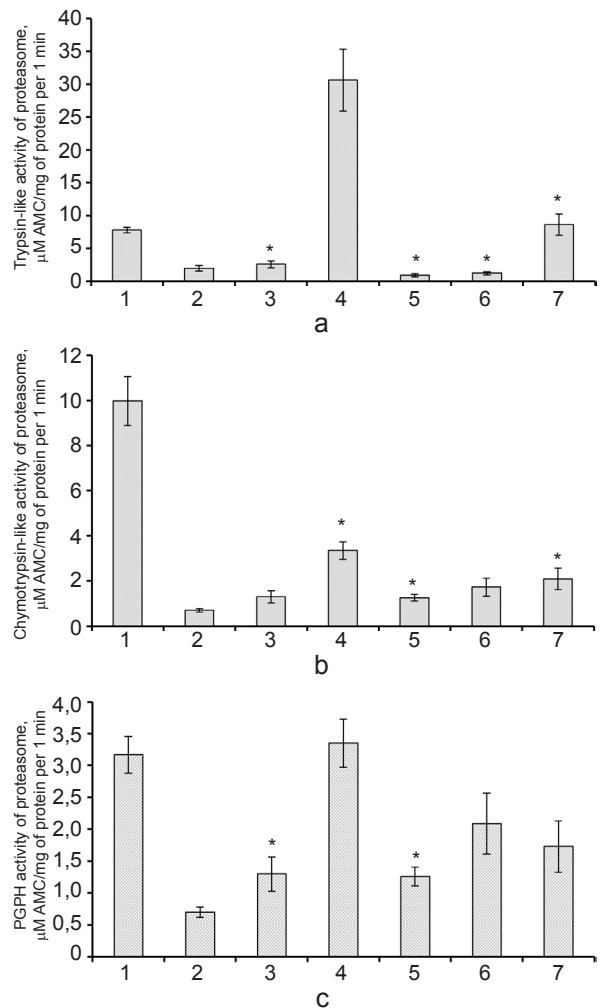 Trypsin-like activity of proteasome,
μM AMC/mg of protein per 1 min
40
35
30
25
20
15
10
5
0
*
*
*
*
1 2 3 4 5 6 7
a
Chymotrypsin-like activity of proteasome,
μM AMC/mg of protein per 1 min
12
10
8
6
4
2
0
*
*
*
1 2 3 4 5 6 7
b
PGPH activity of proteasome,
μM AMC/mg of protein per 1 min
4,0
3,5
3,0
2,5
2,0
1,5
1,0
0,5
0
*
*
1 2 3 4 5 6 7
c